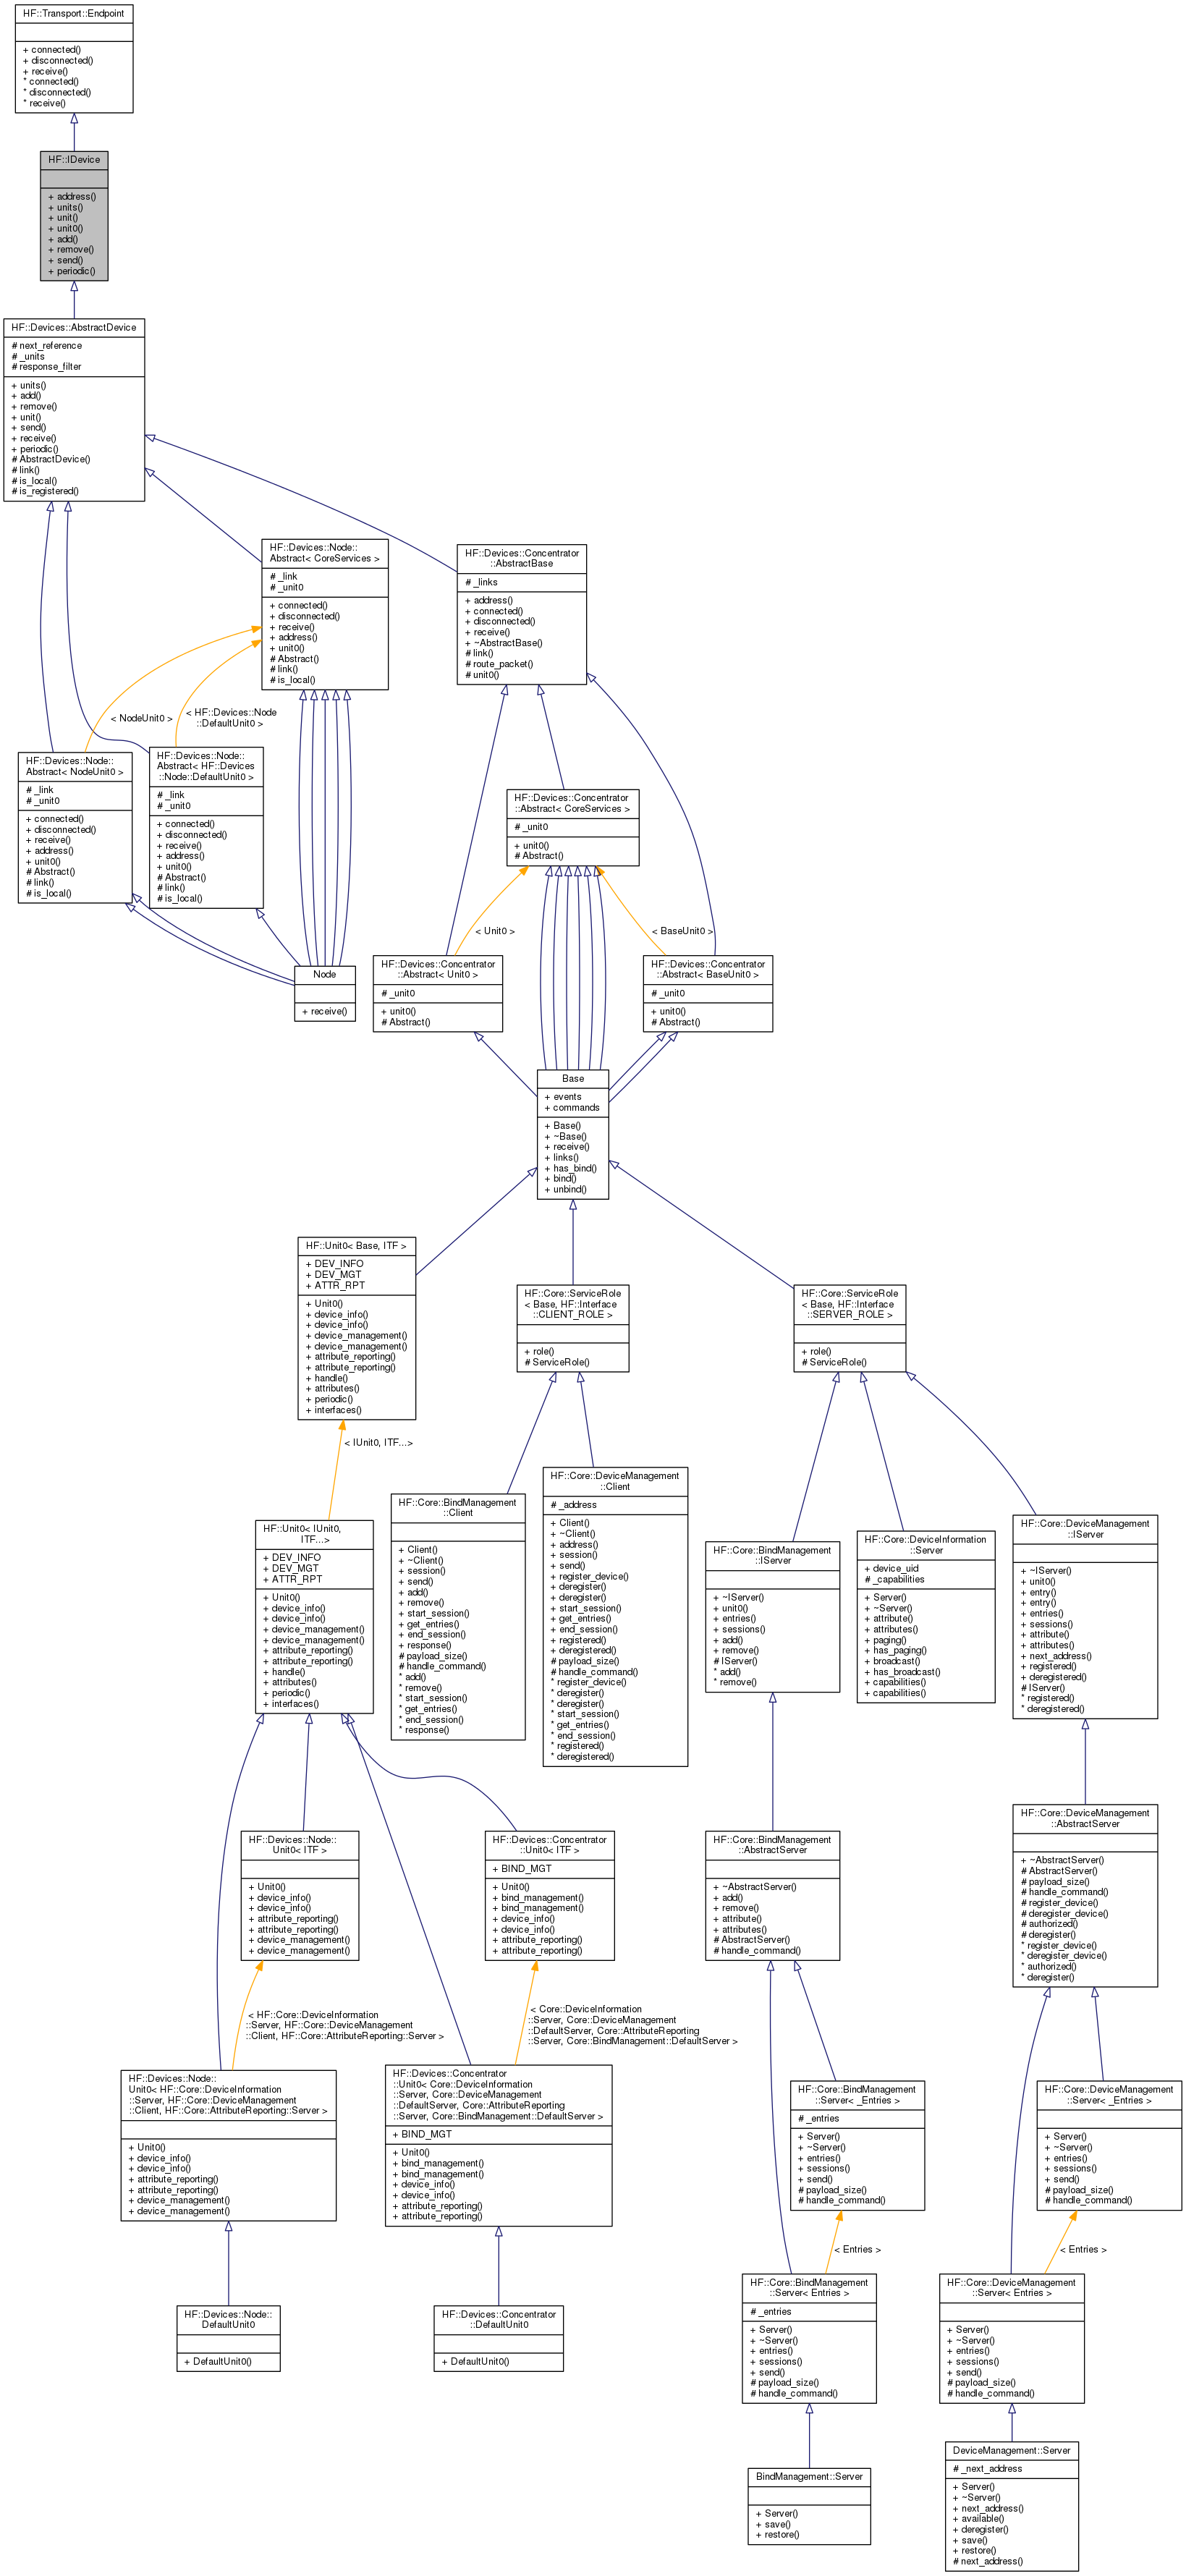 HF::Transport::Endpoint
+ connected()
+ disconnected()
+ receive()
* connected()
* disconnected()
* receive()
HF::IDevice
+ address()
+ units()
+ unit()
+ unit0()
+ add()
+ remove()
+ send()
+ periodic()
HF::Devices::AbstractDevice
# next_reference
# _units
# response_filter
+ units()
+ add()
+ remove()
+ unit()
+ send()
+ receive()
+ periodic()
# AbstractDevice()
# link()
# is_local()
# is_registered()
HF::Devices::Node::
Abstract< CoreServices >
# _link
# _unit0
+ connected()
+ disconnected()
+ receive()
+ address()
+ unit0()
# Abstract()
# link()
# is_local()
HF::Devices::Concentrator
::AbstractBase
# _links
+ address()
+ connected()
+ disconnected()
+ receive()
+ ~AbstractBase()
# link()
# route_packet()
# unit0()
< NodeUnit0 >
< HF::Devices::Node
::DefaultUnit0 >
HF::Devices::Node::
Abstract< NodeUnit0 >
# _link
# _unit0
+ connected()
+ disconnected()
+ receive()
+ address()
+ unit0()
# Abstract()
# link()
# is_local()
HF::Devices::Node::
Abstract< HF::Devices
::Node::DefaultUnit0 >
# _link
# _unit0
+ connected()
+ disconnected()
+ receive()
+ address()
+ unit0()
# Abstract()
# link()
# is_local()
HF::Devices::Concentrator
::Abstract< CoreServices >
# _unit0
+ unit0()
# Abstract()
< Unit0 >
< BaseUnit0 >
Node
+ receive()
HF::Devices::Concentrator
::Abstract< Unit0 >
# _unit0
+ unit0()
# Abstract()
HF::Devices::Concentrator
::Abstract< BaseUnit0 >
# _unit0
+ unit0()
# Abstract()
Base
+ events
+ commands
+ Base()
+ ~Base()
+ receive()
+ links()
+ has_bind()
+ bind()
+ unbind()
HF::Unit0< Base, ITF >
+ DEV_INFO
+ DEV_MGT
+ ATTR_RPT
+ Unit0()
+ device_info()
+ device_info()
+ device_management()
+ device_management()
+ attribute_reporting()
+ attribute_reporting()
+ handle()
+ attributes()
+ periodic()
+ interfaces()
HF::Core::ServiceRole
< Base, HF::Interface
::CLIENT_ROLE >
+ role()
# ServiceRole()
HF::Core::ServiceRole
< Base, HF::Interface
::SERVER_ROLE >
+ role()
# ServiceRole()
< IUnit0, ITF...>
HF::Unit0< IUnit0,
ITF...>
+ DEV_INFO
+ DEV_MGT
+ ATTR_RPT
+ Unit0()
+ device_info()
+ device_info()
+ device_management()
+ device_management()
+ attribute_reporting()
+ attribute_reporting()
+ handle()
+ attributes()
+ periodic()
+ interfaces()
HF::Core::BindManagement
::Client
+ Client()
+ ~Client()
+ session()
+ send()
+ add()
+ remove()
+ start_session()
+ get_entries()
+ end_session()
+ response()
# payload_size()
# handle_command()
* add()
* remove()
* start_session()
* get_entries()
* end_session()
* response()
HF::Core::DeviceManagement
::Client
# _address
+ Client()
+ ~Client()
+ address()
+ session()
+ send()
+ register_device()
+ deregister()
+ deregister()
+ start_session()
+ get_entries()
+ end_session()
+ registered()
+ deregistered()
# payload_size()
# handle_command()
* register_device()
* deregister()
* deregister()
* start_session()
* get_entries()
* end_session()
* registered()
* deregistered()
HF::Core::BindManagement
::IServer
+ ~IServer()
+ unit0()
+ entries()
+ sessions()
+ add()
+ remove()
# IServer()
* add()
* remove()
HF::Core::DeviceInformation
::Server
+ device_uid
# _capabilities
+ Server()
+ ~Server()
+ attribute()
+ attributes()
+ paging()
+ has_paging()
+ broadcast()
+ has_broadcast()
+ capabilities()
+ capabilities()
HF::Core::DeviceManagement
::IServer
+ ~IServer()
+ unit0()
+ entry()
+ entry()
+ entries()
+ sessions()
+ attribute()
+ attributes()
+ next_address()
+ registered()
+ deregistered()
# IServer()
* registered()
* deregistered()
HF::Devices::Node::
Unit0< ITF >
+ Unit0()
+ device_info()
+ device_info()
+ attribute_reporting()
+ attribute_reporting()
+ device_management()
+ device_management()
HF::Devices::Concentrator
::Unit0< ITF >
+ BIND_MGT
+ Unit0()
+ bind_management()
+ bind_management()
+ device_info()
+ device_info()
+ attribute_reporting()
+ attribute_reporting()
HF::Core::BindManagement
::AbstractServer
+ ~AbstractServer()
+ add()
+ remove()
+ attribute()
+ attributes()
# AbstractServer()
# handle_command()
HF::Core::DeviceManagement
::AbstractServer
+ ~AbstractServer()
# AbstractServer()
# payload_size()
# handle_command()
# register_device()
# deregister_device()
# authorized()
# deregister()
* register_device()
* deregister_device()
* authorized()
* deregister()
< HF::Core::DeviceInformation
::Server, HF::Core::DeviceManagement
::Client, HF::Core::AttributeReporting::Server >
< Core::DeviceInformation
::Server, Core::DeviceManagement
::DefaultServer, Core::AttributeReporting
::Server, Core::BindManagement::DefaultServer >
HF::Devices::Node::
Unit0< HF::Core::DeviceInformation
::Server, HF::Core::DeviceManagement
::Client, HF::Core::AttributeReporting::Server >
+ Unit0()
+ device_info()
+ device_info()
+ attribute_reporting()
+ attribute_reporting()
+ device_management()
+ device_management()
HF::Devices::Concentrator
::Unit0< Core::DeviceInformation
::Server, Core::DeviceManagement
::DefaultServer, Core::AttributeReporting
::Server, Core::BindManagement::DefaultServer >
+ BIND_MGT
+ Unit0()
+ bind_management()
+ bind_management()
+ device_info()
+ device_info()
+ attribute_reporting()
+ attribute_reporting()
HF::Core::BindManagement
::Server< _Entries >
# _entries
+ Server()
+ ~Server()
+ entries()
+ sessions()
+ send()
# payload_size()
# handle_command()
HF::Core::DeviceManagement
::Server< _Entries >
+ Server()
+ ~Server()
+ entries()
+ sessions()
+ send()
# payload_size()
# handle_command()
< Entries >
< Entries >
HF::Devices::Node::
DefaultUnit0
+ DefaultUnit0()
HF::Devices::Concentrator
::DefaultUnit0
+ DefaultUnit0()
HF::Core::BindManagement
::Server< Entries >
# _entries
+ Server()
+ ~Server()
+ entries()
+ sessions()
+ send()
# payload_size()
# handle_command()
HF::Core::DeviceManagement
::Server< Entries >
+ Server()
+ ~Server()
+ entries()
+ sessions()
+ send()
# payload_size()
# handle_command()
BindManagement::Server
+ Server()
+ save()
+ restore()
DeviceManagement::Server
# _next_address
+ Server()
+ ~Server()
+ next_address()
+ available()
+ deregister()
+ save()
+ restore()
# next_address()